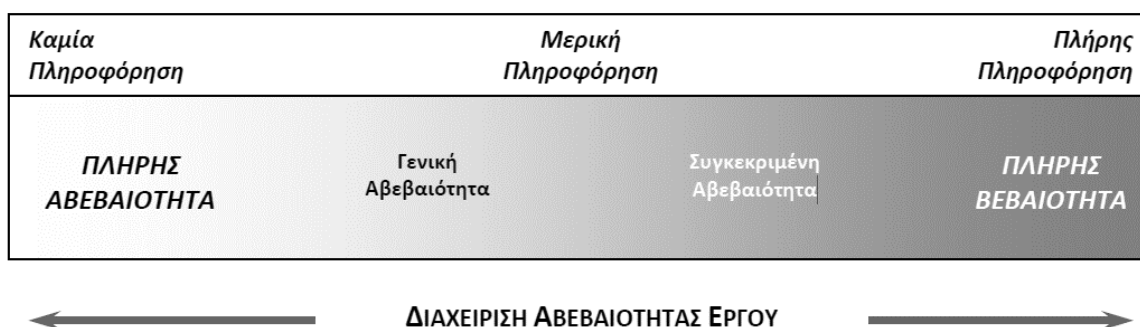 Καμία Μερική Πλήρης
Πληροφόρηση Πληροφόρηση Πληροφόρηση
ΠΛΗΡΗΣ Γενική Συγκεκριμένη ΠΛΗΡΗΣ
ΑΒΕΒΑΙΟΤΗΤΑ Αβεβαιότητα Αβεβαιότητα ΒΕΒΑΙΟΤΗΤΑ
ΔΙΑΧΕΙΡΙΣΗ ΑΒΕΒΑΙΟΤΗΤΑΣ ΕΡΓΟΥ